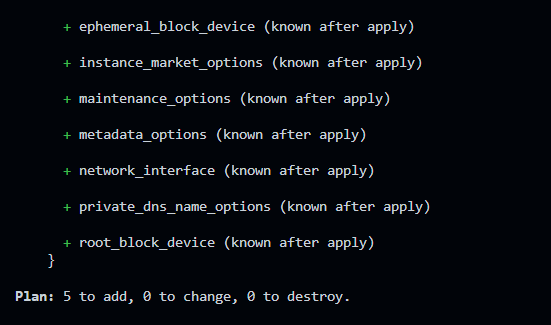 + ephemeral_block_device (known after apply)
+ instance_market_options (known after apply)
+ maintenance_options (known after apply)
+ metadata_options (known after apply)
+ network_interface (known after apply)
+ private_dns_name_options (known after apply)
+ root_block_device (known after apply)
}
Plan: 5 to add, 0 to change, 0 to destroy.